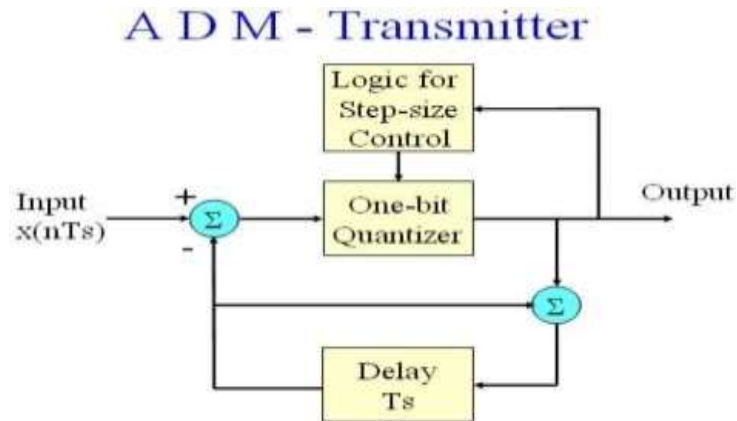 A D M - Transmitter
Logic for
Step-size
Control
Input
x(nTs)
+
Σ
-
One-bit
Quantizer
Output
Σ
Delay
Ts